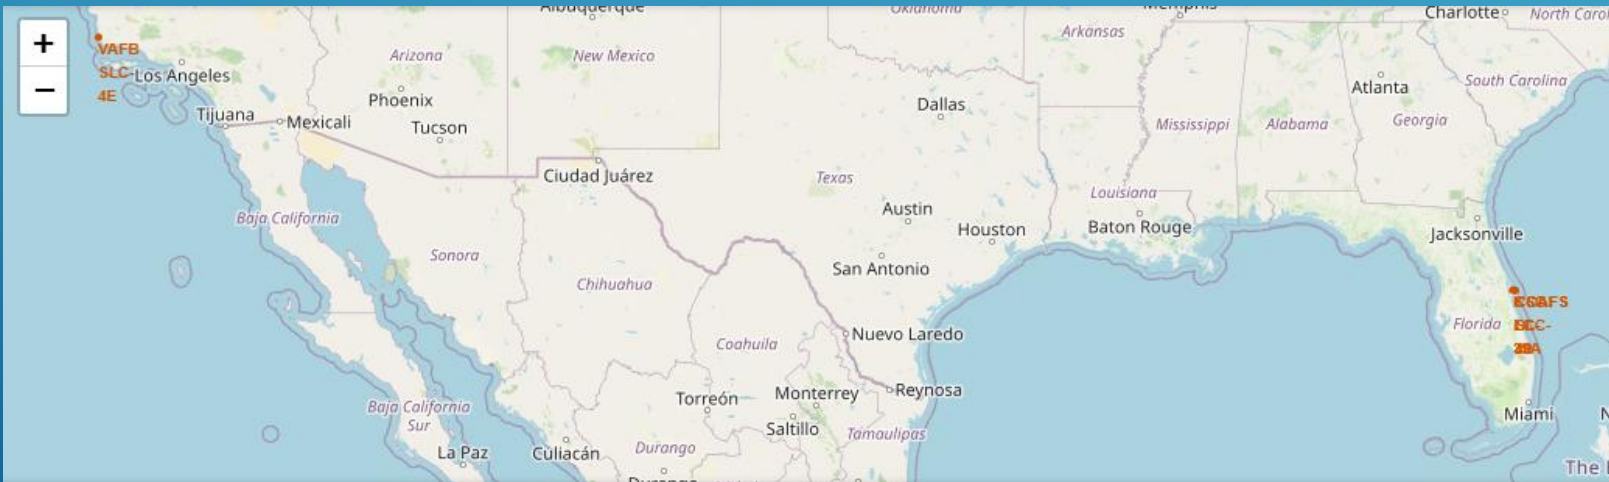 Albuquerque
Oklahoma
Memphis
Charlotte
North Caro
+
VAFB
SLC-
4E
Los Angeles
Arizona
New Mexico
Arkansas
Atlanta
South Carolina
−
Phoenix
Dallas
Tijuana
Mexicali
Tucson
Mississippi
Alabama
Georgia
Ciudad Juárez
Texas
Louisiana
Baja California
Austin
Houston
Baton Rouge
Jacksonville
Sonora
San Antonio
Chihuahua
Florida
Nuevo Laredo
Coahuila
Torreón
Monterrey
Reynosa
Baja California
Sur
Saltillo
Tamaulipas
Miami
N
La Paz
Culiacán
Durango
Durango
The